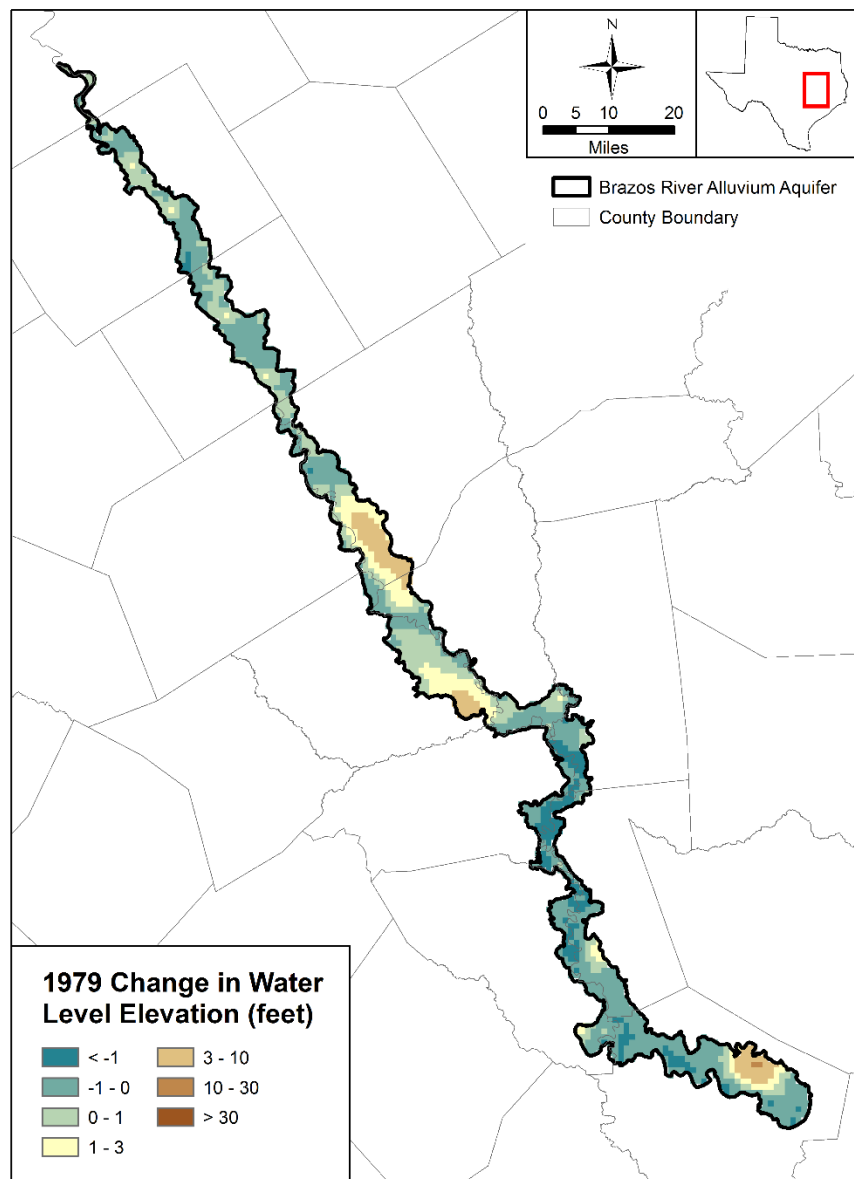 N
0 5 10 20
Miles
Brazos River Alluvium Aquifer
County Boundary
1979 Change in Water
Level Elevation (feet)
< -1
-1 - 0
0 - 1
1 - 3
3 - 10
10 - 30
> 30